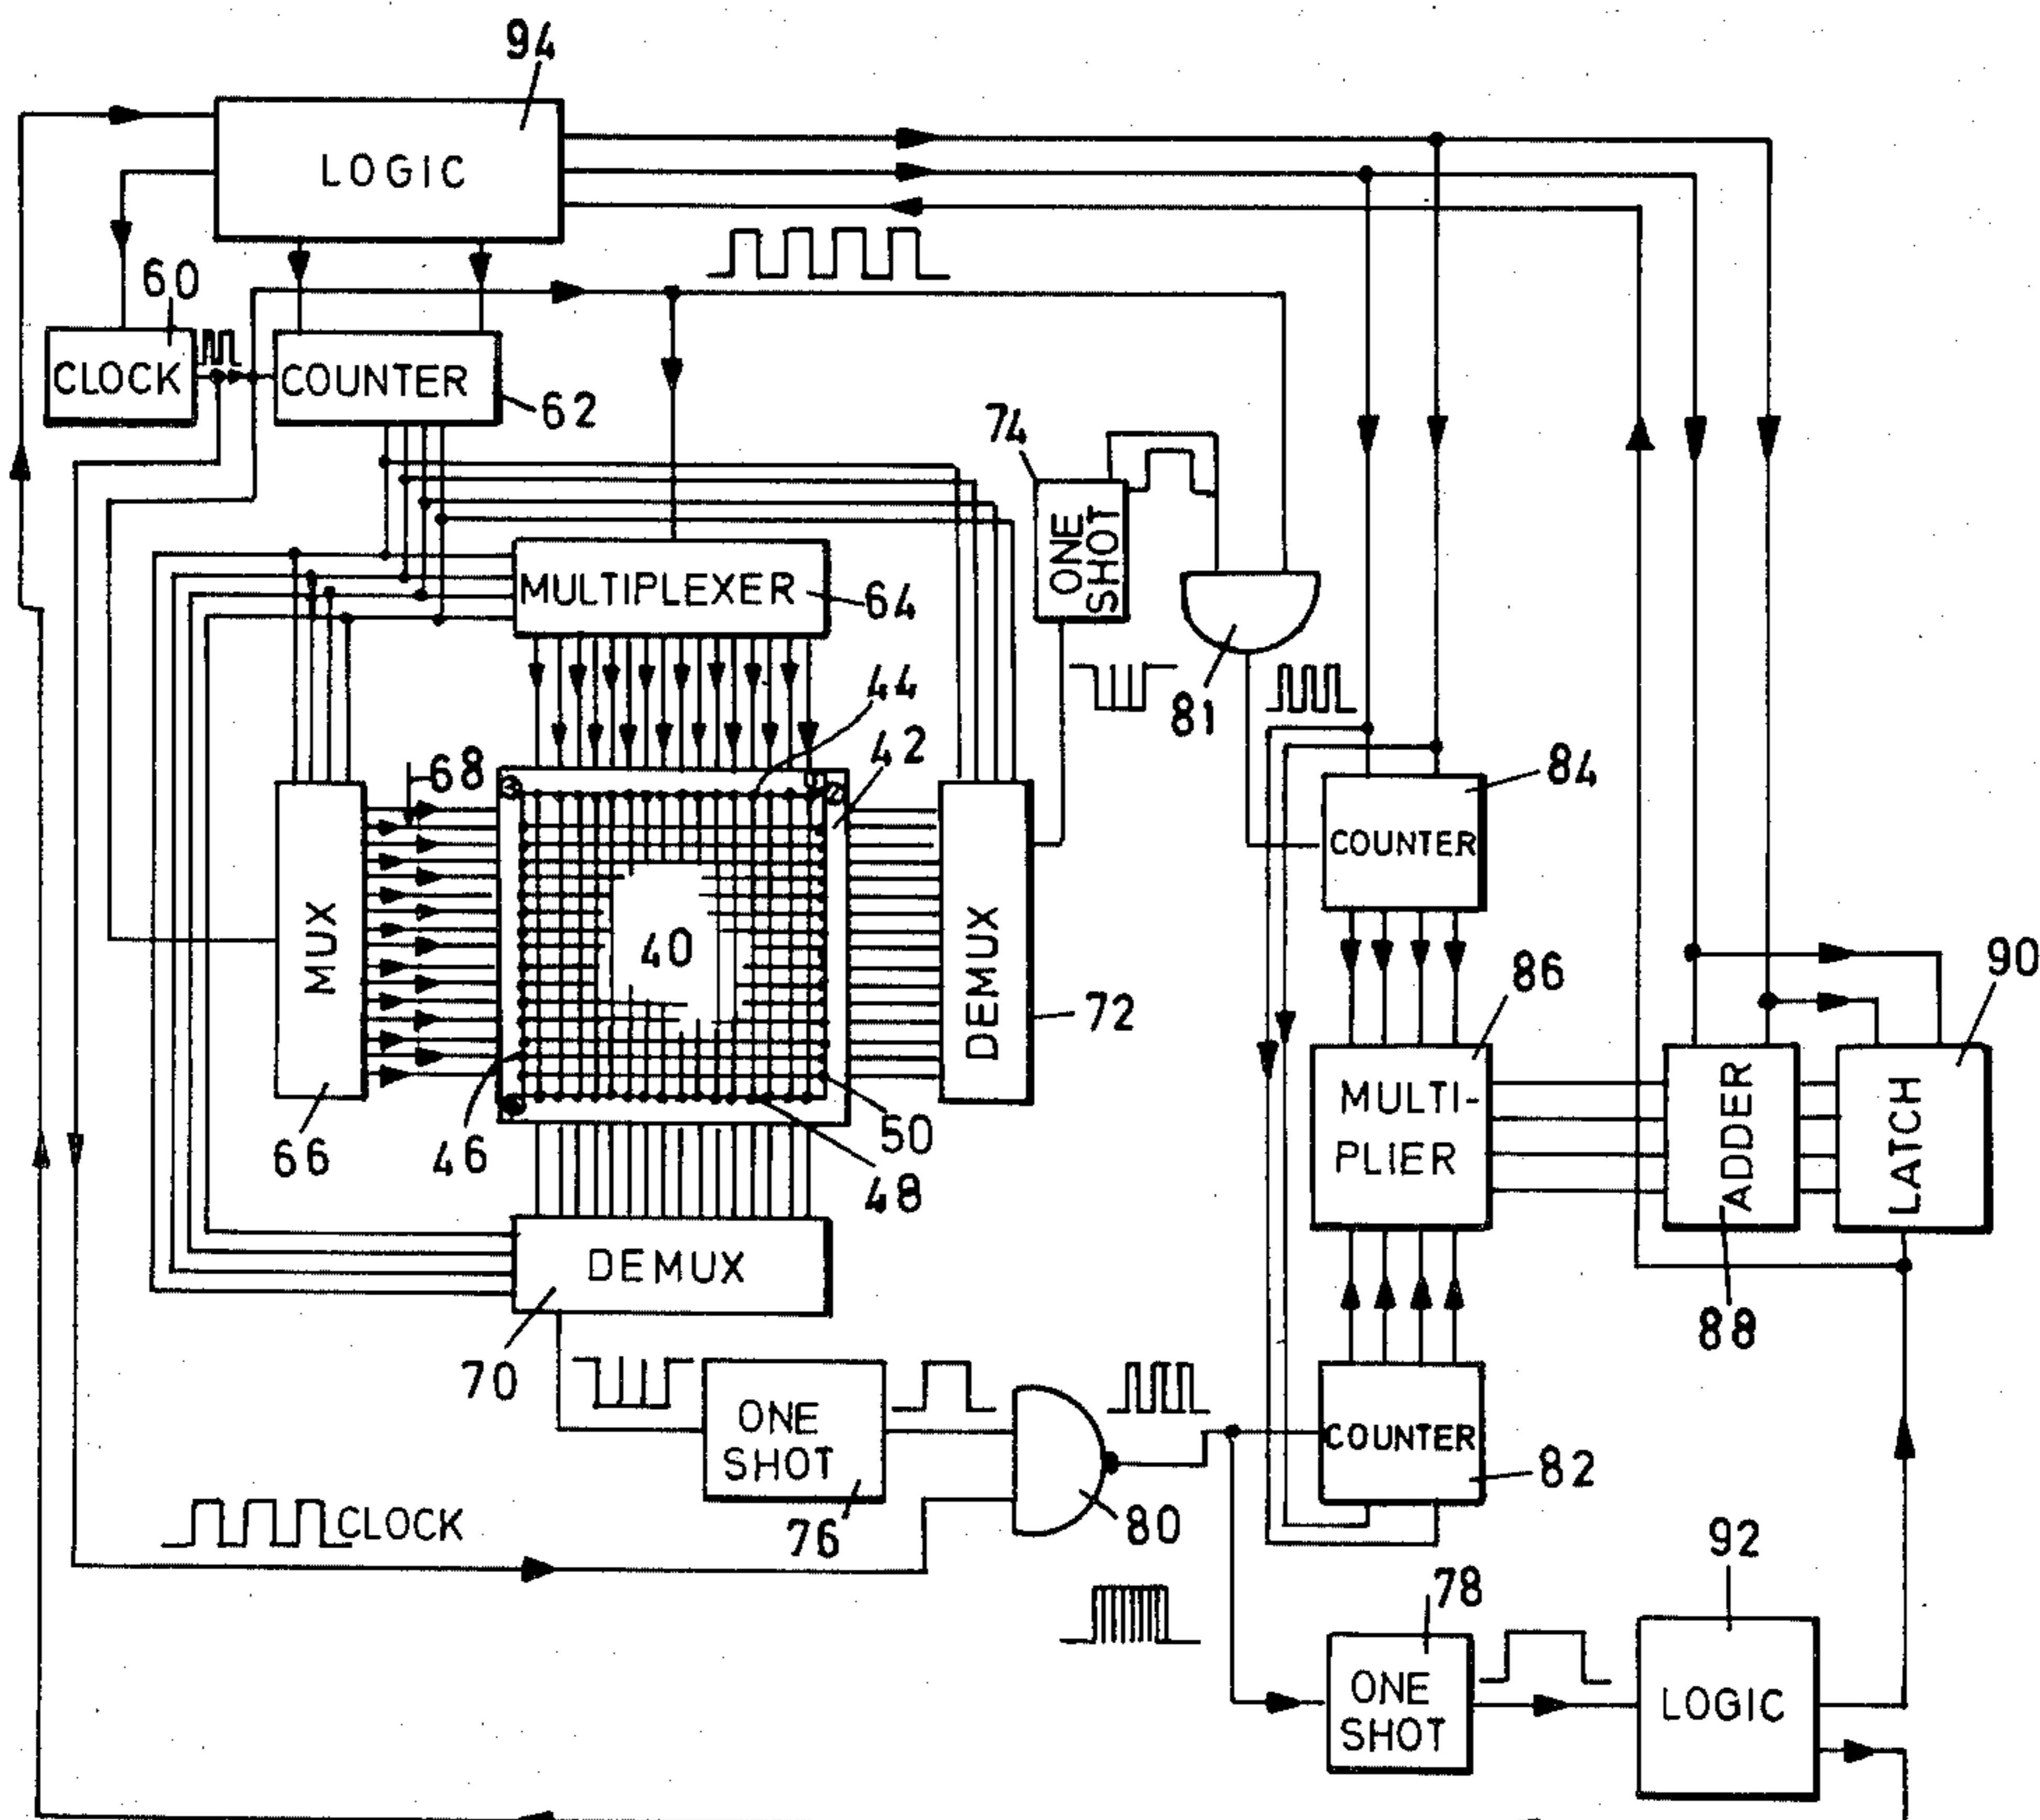 94
LOGIC
60
CLOCK
COUNTER
62
74
ONE
SHOT
MULTIPLEXER
64
81
44
42
68
84
COUNTER
MUX
40
DEMUX
72
86
90
MULTI-
PLIER
ADDER
LATCH
66
46
50
48
DEMUX
88
70
ONE
SHOT
COUNTER
82
76
80
CLOCK
92
78
ONE
SHOT
LOGIC